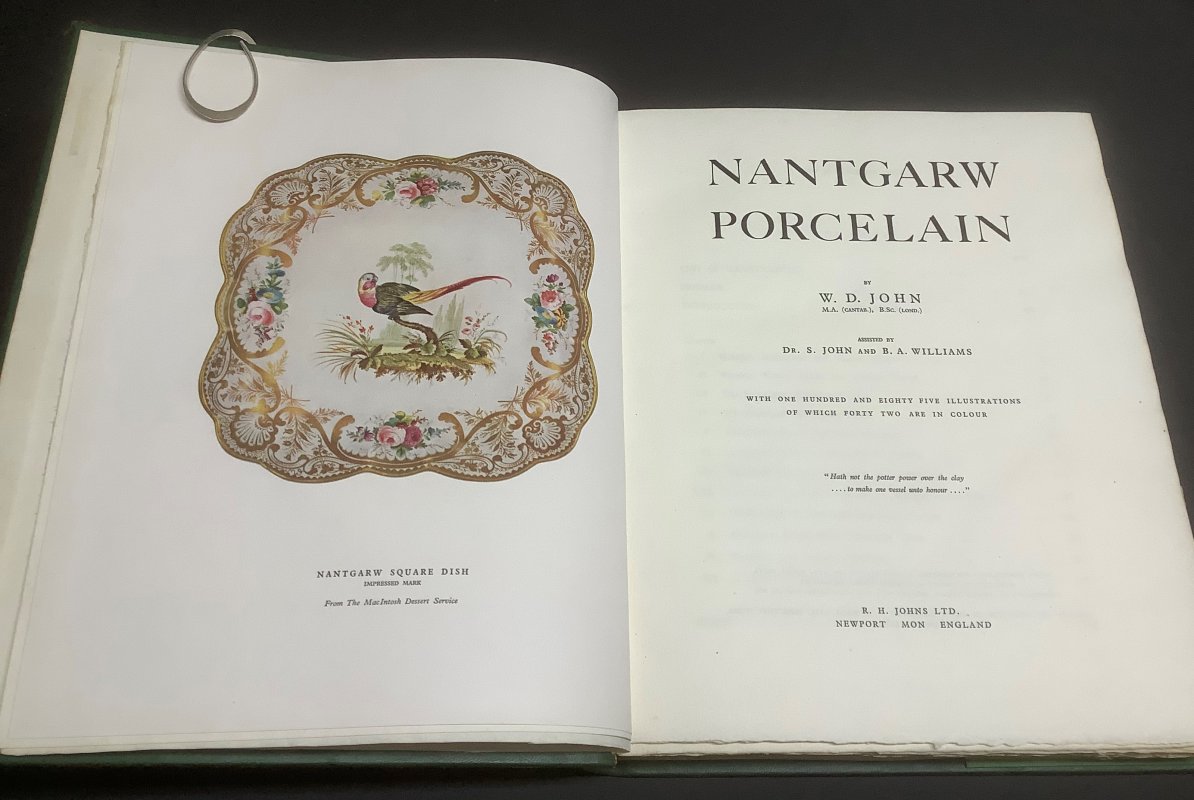 NANTGARW SQUARE DISH
IMPRESSED MARK
From The MacIntosh Dessert Service
NANTGARW
PORCELAIN
BY
W. D. JOHN
M.A. (CANTAB.), B.Sc. (LOND.)
ASSISTED BY
DR. S. JOHN AND B. A. WILLIAMS
WITH ONE HUNDRED AND EIGHTY FIVE ILLUSTRATIONS
OF WHICH FORTY TWO ARE IN COLOUR
"Hath not the potter power over the clay
....to make one vessel unto honour ...."
R. H. JOHNS LTD.
NEWPORT MON ENGLAND